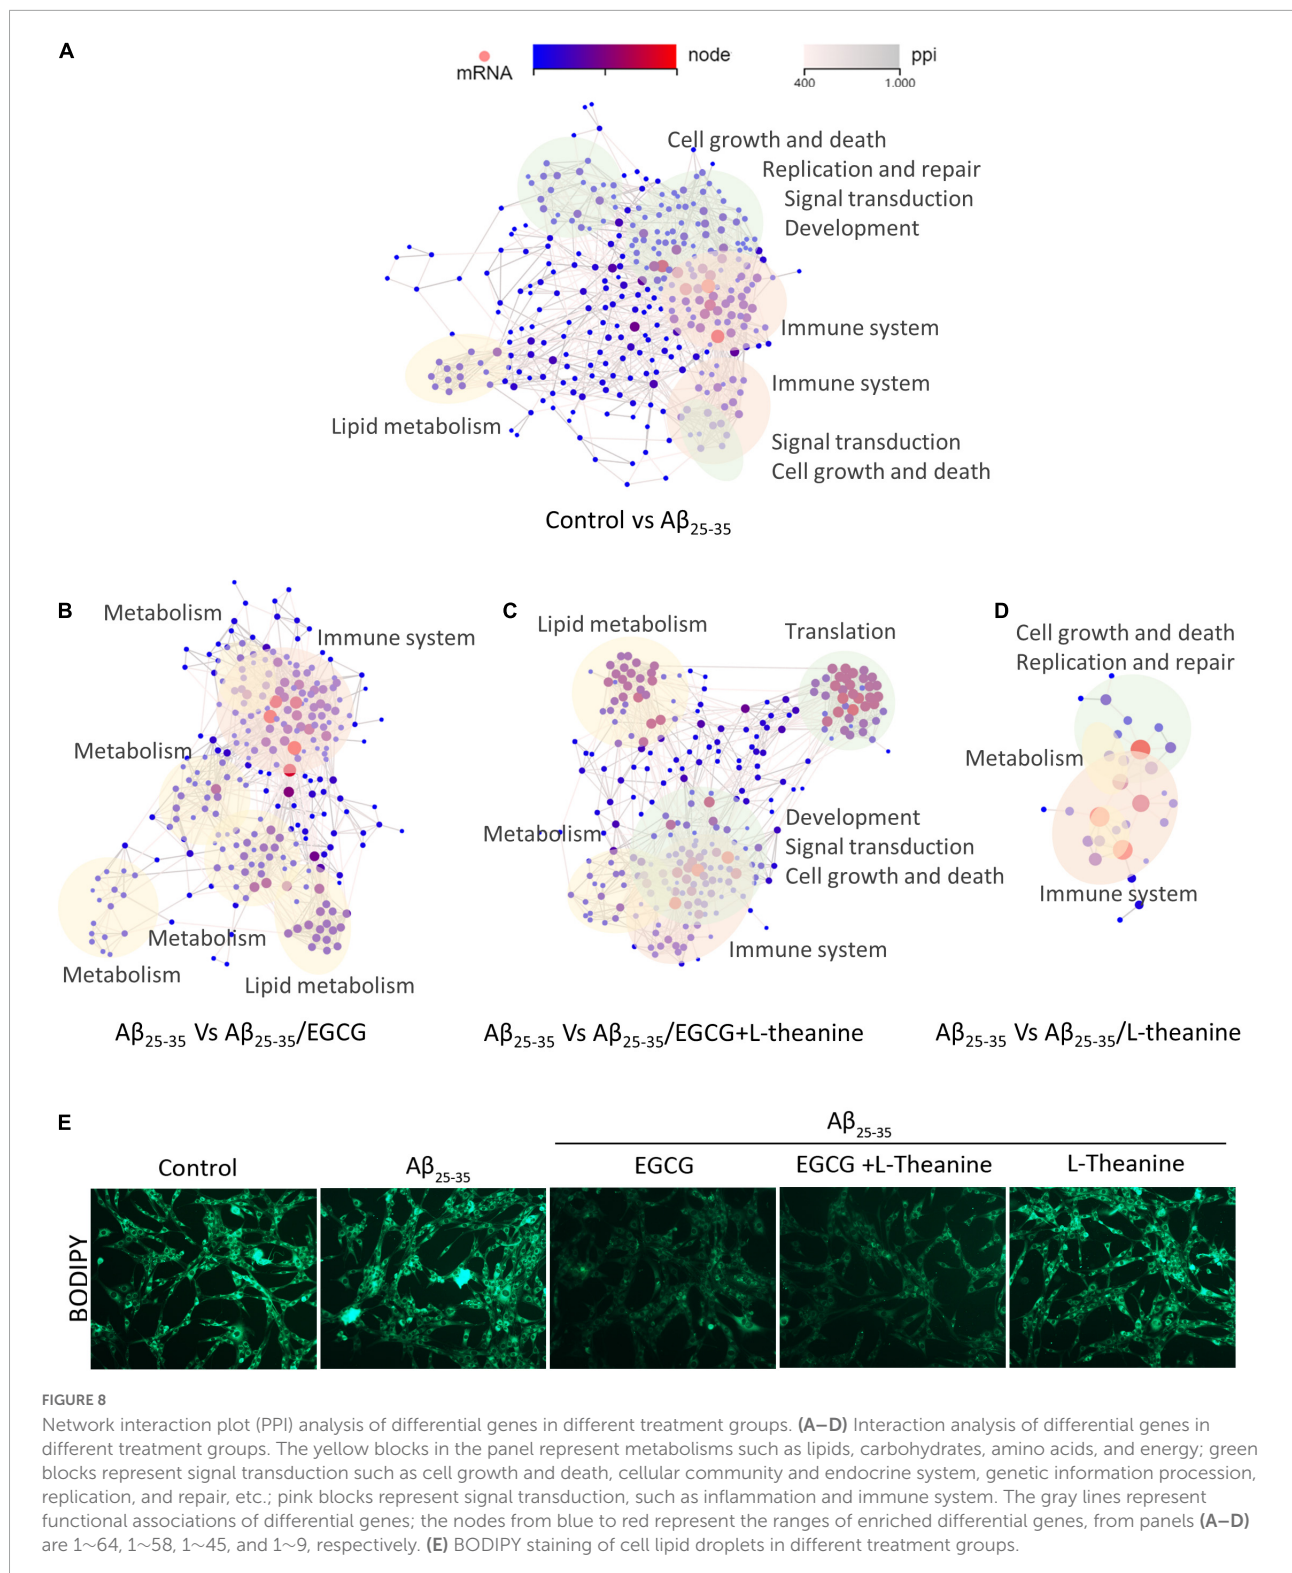 A
mRNA
node
ppi
400
1.000
Cell growth and death
Replication and repair
Signal transduction
Development
Immune system
Immune system
Lipid metabolism
Signal transduction
Cell growth and death
Control vs Aβ25-35
B
Metabolism
Immune system
Metabolism
Metabolism
Metabolism
Lipid metabolism
Aβ25-35 Vs Aβ25-35/EGCG
C
Lipid metabolism
Translation
Metabolism
Development
Signal transduction
Cell growth and death
Immune system
Aβ25-35 Vs Aβ25-35/EGCG+L-theanine
D
Cell growth and death
Replication and repair
Metabolism
Immune system
Aβ25-35 Vs Aβ25-35/L-theanine
E
Aβ25-35
Control
Aβ25-35
EGCG
EGCG +L-Theanine
L-Theanine
BODIPY
FIGURE 8
Network interaction plot (PPI) analysis of differential genes in different treatment groups. (A–D) Interaction analysis of differential genes in
different treatment groups. The yellow blocks in the panel represent metabolisms such as lipids, carbohydrates, amino acids, and energy; green
blocks represent signal transduction such as cell growth and death, cellular community and endocrine system, genetic information procession,
replication, and repair, etc.; pink blocks represent signal transduction, such as inflammation and immune system. The gray lines represent
functional associations of differential genes; the nodes from blue to red represent the ranges of enriched differential genes, from panels (A–D)
are 1~64, 1~58, 1~45, and 1~9, respectively. (E) BODIPY staining of cell lipid droplets in different treatment groups.